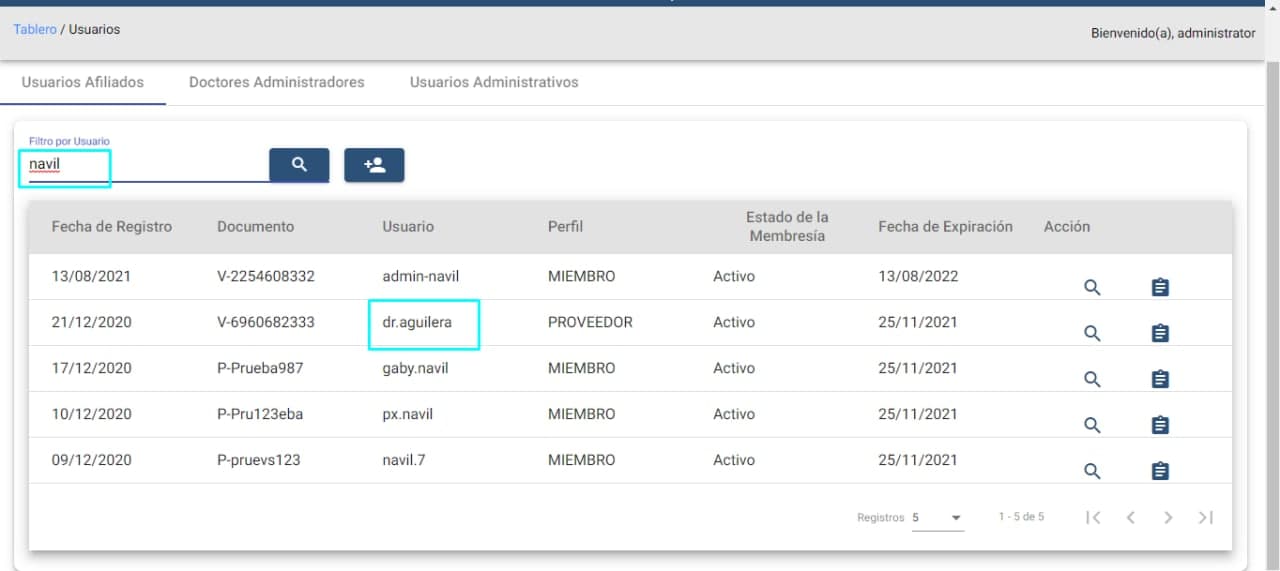 Tablero / Usuarios
Bienvenido(a), administrator
Usuarios Afiliados Doctores Administradores Usuarios Administrativos
Filtro por Usuario
navil
Fecha de Registro Documento Usuario Perfil Estado de la Membresía Fecha de Expiración Acción
13/08/2021 V-2254608332 admin-navil MIEMBRO Activo 13/08/2022
21/12/2020 V-6960682333 dr.aguilera PROVEEDOR Activo 25/11/2021
17/12/2020 P-Prueba987 gaby.navil MIEMBRO Activo 25/11/2021
10/12/2020 P-Pru123eba px.navil MIEMBRO Activo 25/11/2021
09/12/2020 P-pruevs123 navil.7 MIEMBRO Activo 25/11/2021
Registros 5 1 - 5 de 5